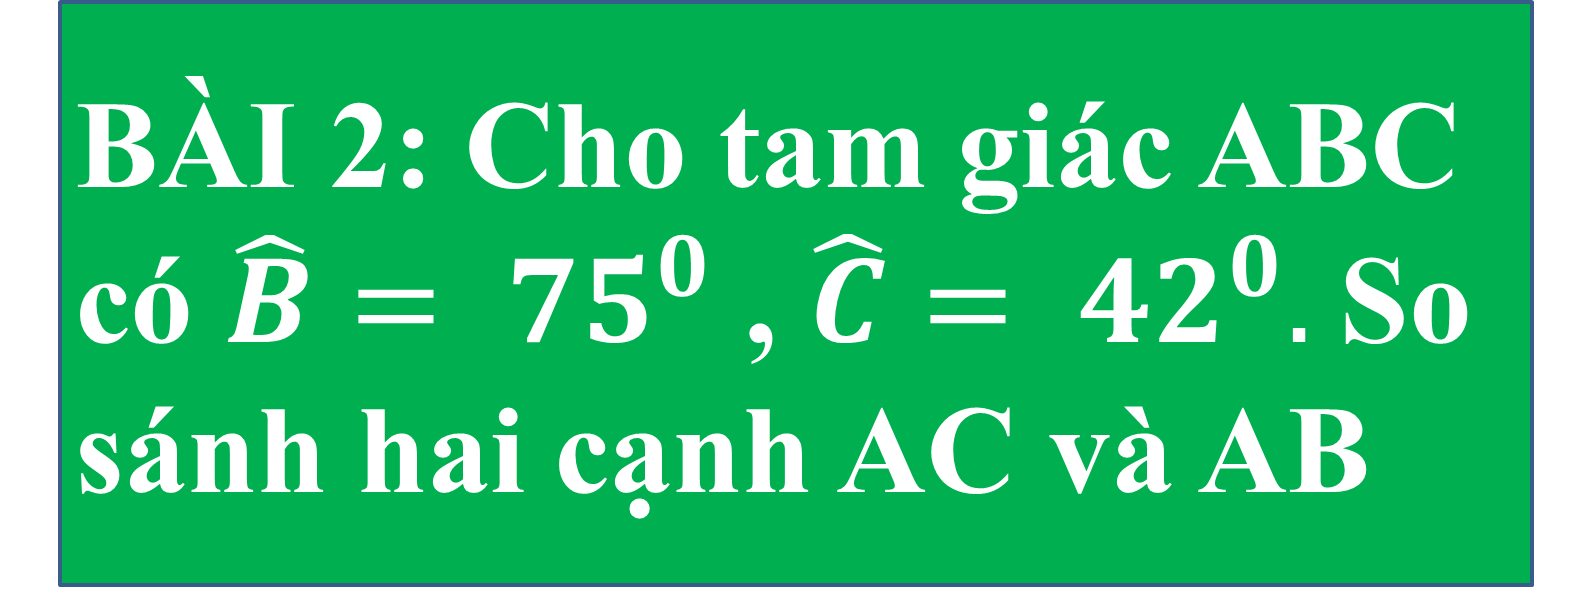 BÀI 2: Cho tam giác ABC
có B̂ = 75⁰ , Ĉ = 42⁰. So
sánh hai cạnh AC và AB